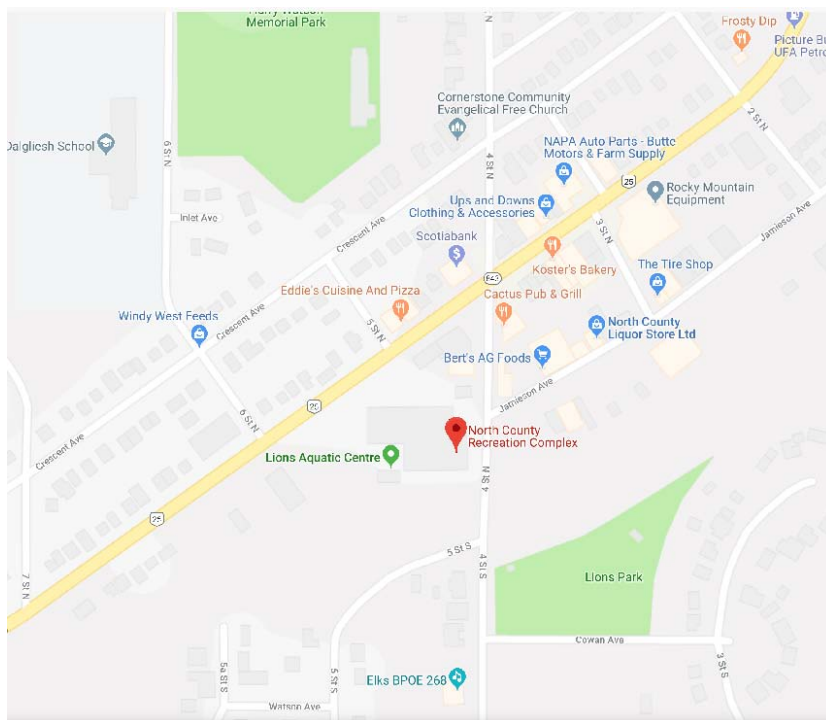 Harry Watson
Memorial Park
Frosty Dip
Picture Bu
UFA Petro
Dalgliesh School
6 St N
Cornerstone Community
Evangelical Free Church
4 St N
2 St N
NAPA Auto Parts - Butte
Motors & Farm Supply
25
Rocky Mountain
Equipment
Inlet Ave
Crescent Ave
Ups and Downs
Clothing & Accessories
3 St N
Jamieson Ave
Scotiabank
Koster's Bakery
The Tire Shop
843
Eddie's Cuisine And Pizza
Cactus Pub & Grill
Windy West Feeds
Crescent Ave
5 St N
North County
Liquor Store Ltd
Bert's AG Foods
25
6 St N
Jamieson Ave
Crescent Ave
North County
Recreation Complex
Lions Aquatic Centre
4 St N
25
5 St S
4 St S
7 St N
Lions Park
Cowan Ave
5a St S
5 St S
3 St S
Elks BPOE 268
Watson Ave